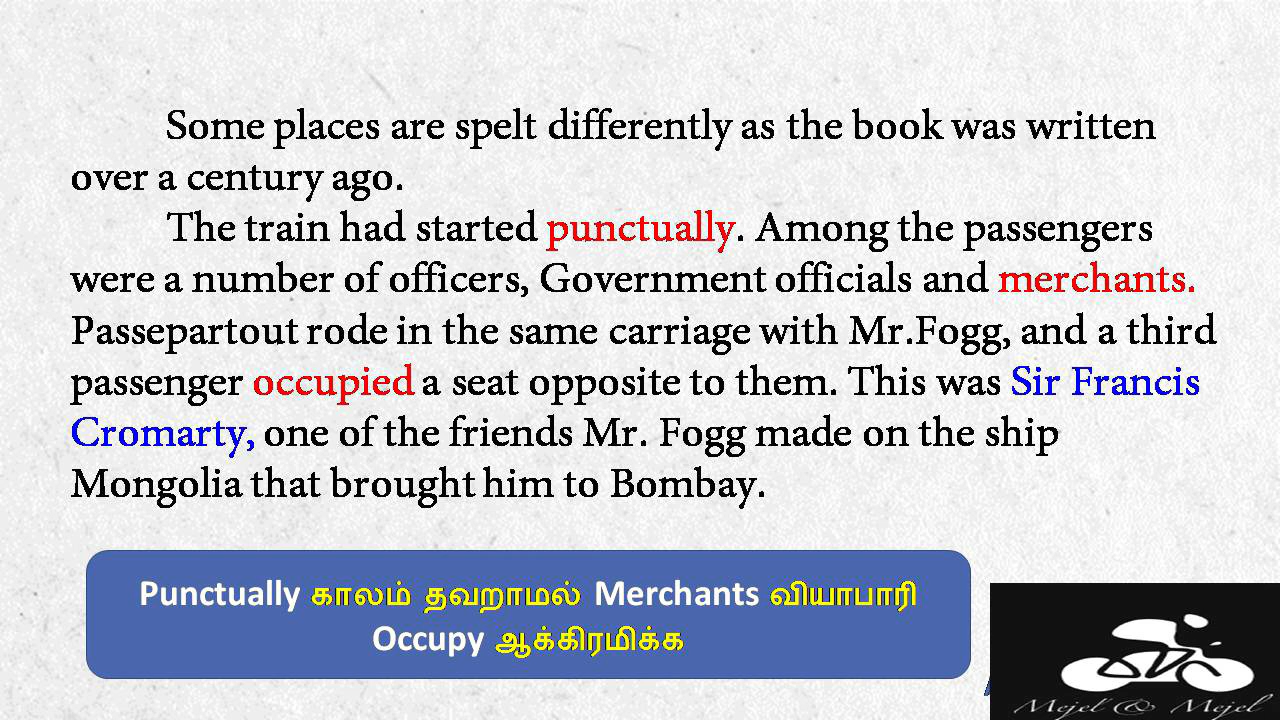 Some places are spelt differently as the book was written
over a century ago.
The train had started punctually. Among the passengers
were a number of officers, Government officials and merchants.
Passepartout rode in the same carriage with Mr.Fogg, and a third
passenger occupied a seat opposite to them. This was Sir Francis
Cromarty, one of the friends Mr. Fogg made on the ship
Mongolia that brought him to Bombay.
Punctually காலம் தவறாமல் Merchants வியாபாரி
Occupy ஆக்கிரமிக்க
Mejel & Mejel